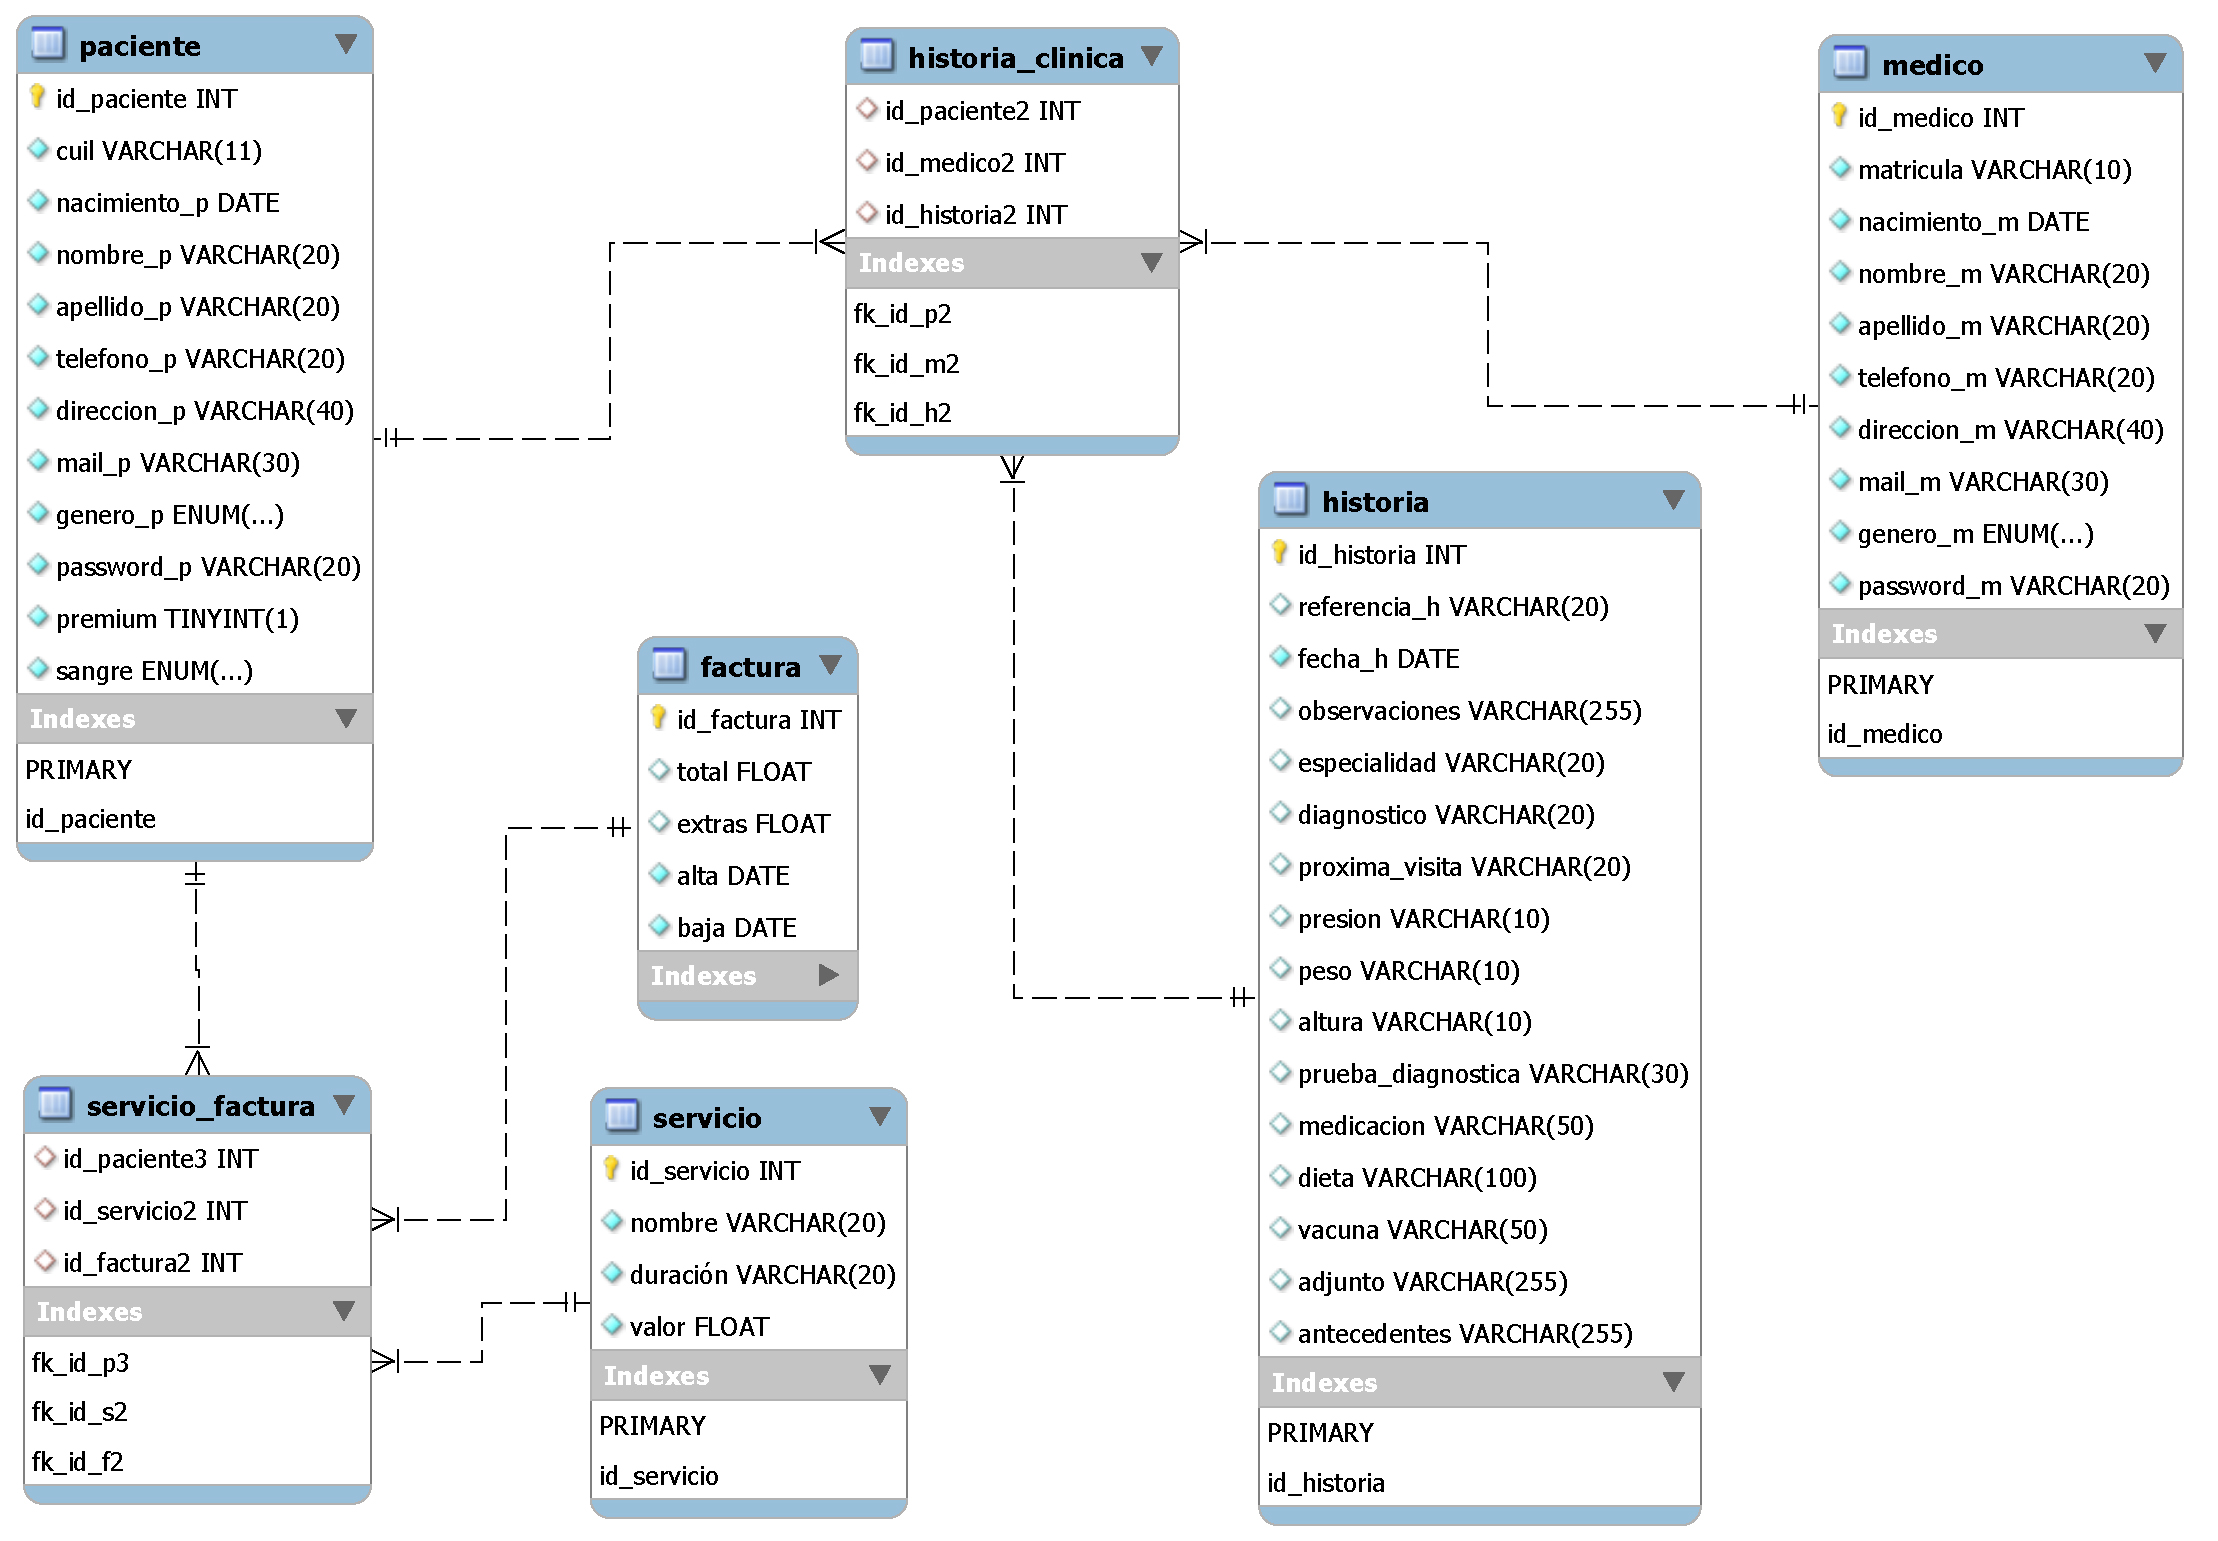 paciente
id_paciente INT
cuil VARCHAR(11)
nacimiento_p DATE
nombre_p VARCHAR(20)
apellido_p VARCHAR(20)
telefono_p VARCHAR(20)
direccion_p VARCHAR(40)
mail_p VARCHAR(30)
genero_p ENUM(...)
password_p VARCHAR(20)
premium TINYINT(1)
sangre ENUM(...)
Indexes
PRIMARY
id_paciente
historia_clinica
id_paciente2 INT
id_medico2 INT
id_historia2 INT
Indexes
fk_id_p2
fk_id_m2
fk_id_h2
medico
id_medico INT
matricula VARCHAR(10)
nacimiento_m DATE
nombre_m VARCHAR(20)
apellido_m VARCHAR(20)
telefono_m VARCHAR(20)
direccion_m VARCHAR(40)
mail_m VARCHAR(30)
genero_m ENUM(...)
password_m VARCHAR(20)
Indexes
PRIMARY
id_medico
historia
id_historia INT
referencia_h VARCHAR(20)
fecha_h DATE
observaciones VARCHAR(255)
especialidad VARCHAR(20)
diagnostico VARCHAR(20)
proxima_visita VARCHAR(20)
presion VARCHAR(10)
peso VARCHAR(10)
altura VARCHAR(10)
prueba_diagnostica VARCHAR(30)
medicacion VARCHAR(50)
dieta VARCHAR(100)
vacuna VARCHAR(50)
adjunto VARCHAR(255)
antecedentes VARCHAR(255)
Indexes
PRIMARY
id_historia
factura
id_factura INT
total FLOAT
extras FLOAT
alta DATE
baja DATE
Indexes
servicio_factura
id_paciente3 INT
id_servicio2 INT
id_factura2 INT
Indexes
fk_id_p3
fk_id_s2
fk_id_f2
servicio
id_servicio INT
nombre VARCHAR(20)
duración VARCHAR(20)
valor FLOAT
Indexes
PRIMARY
id_servicio